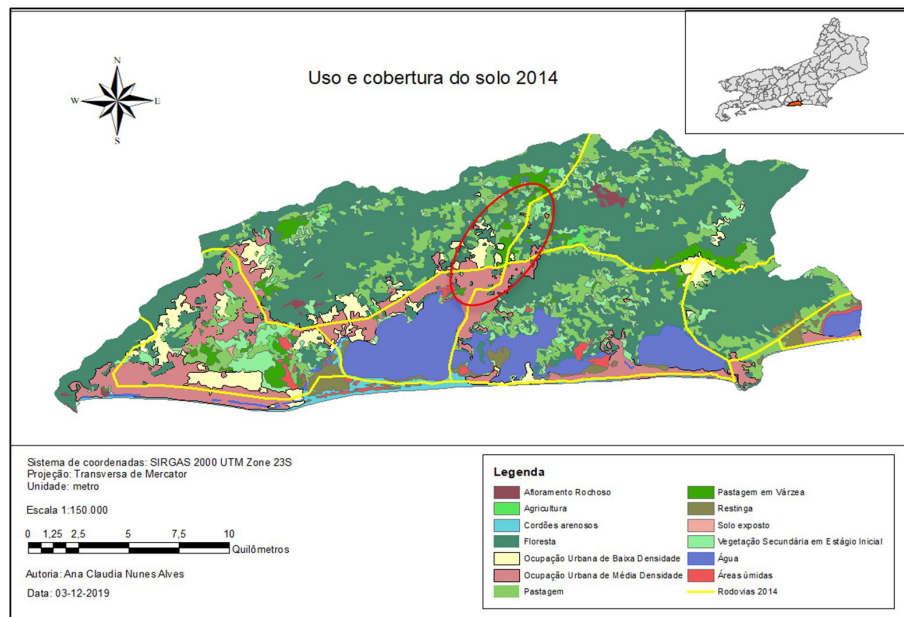 Uso e cobertura do solo 2014
N
W
E
S
Sistema de coordenadas: SIRGAS 2000 UTM Zone 23S
Projeção: Transversa de Mercator
Unidade: metro
Escala 1:150.000
0 1,25 2,5 5 7,5 10
Quilômetros
Autoria: Ana Claudia Nunes Alves
Data: 03-12-2019
Legenda
Afloramento Rochoso
Agricultura
Cordões arenosos
Floresta
Ocupação Urbana de Baixa Densidade
Ocupação Urbana de Média Densidade
Pastagem
Pastagem em Várzea
Restinga
Solo exposto
Vegetação Secundária em Estágio Inicial
Água
Áreas úmidas
Rodovias 2014